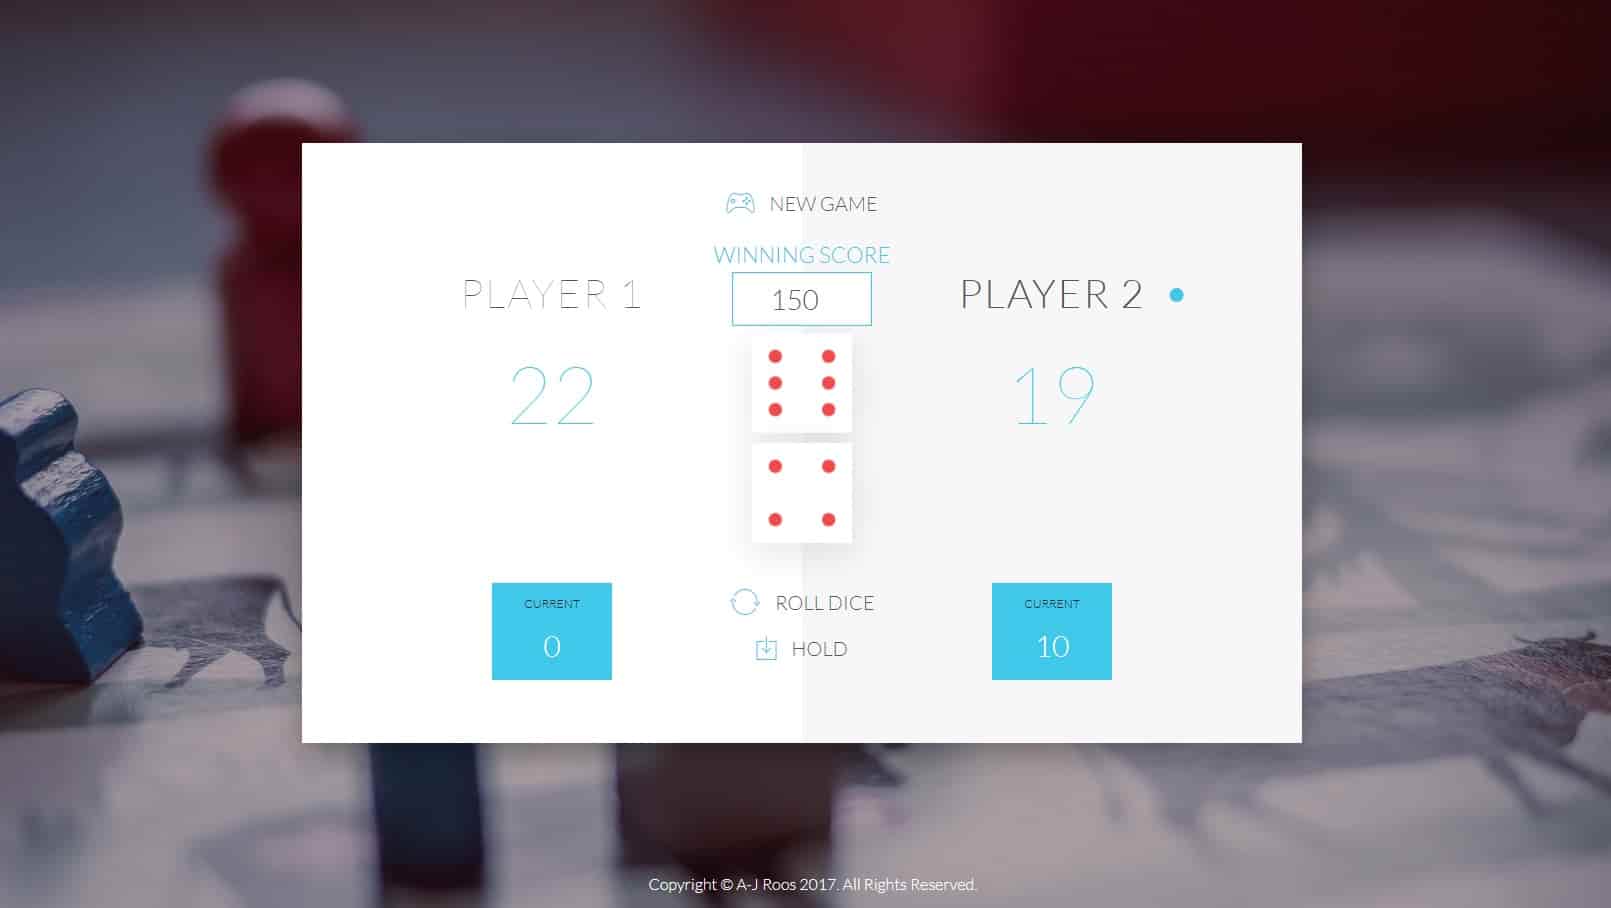 NEW GAME
WINNING SCORE
150
PLAYER 1
22
PLAYER 2
19
CURRENT
0
ROLL DICE
HOLD
CURRENT
10
Copyright © A-J Roos 2017. All Rights Reserved.